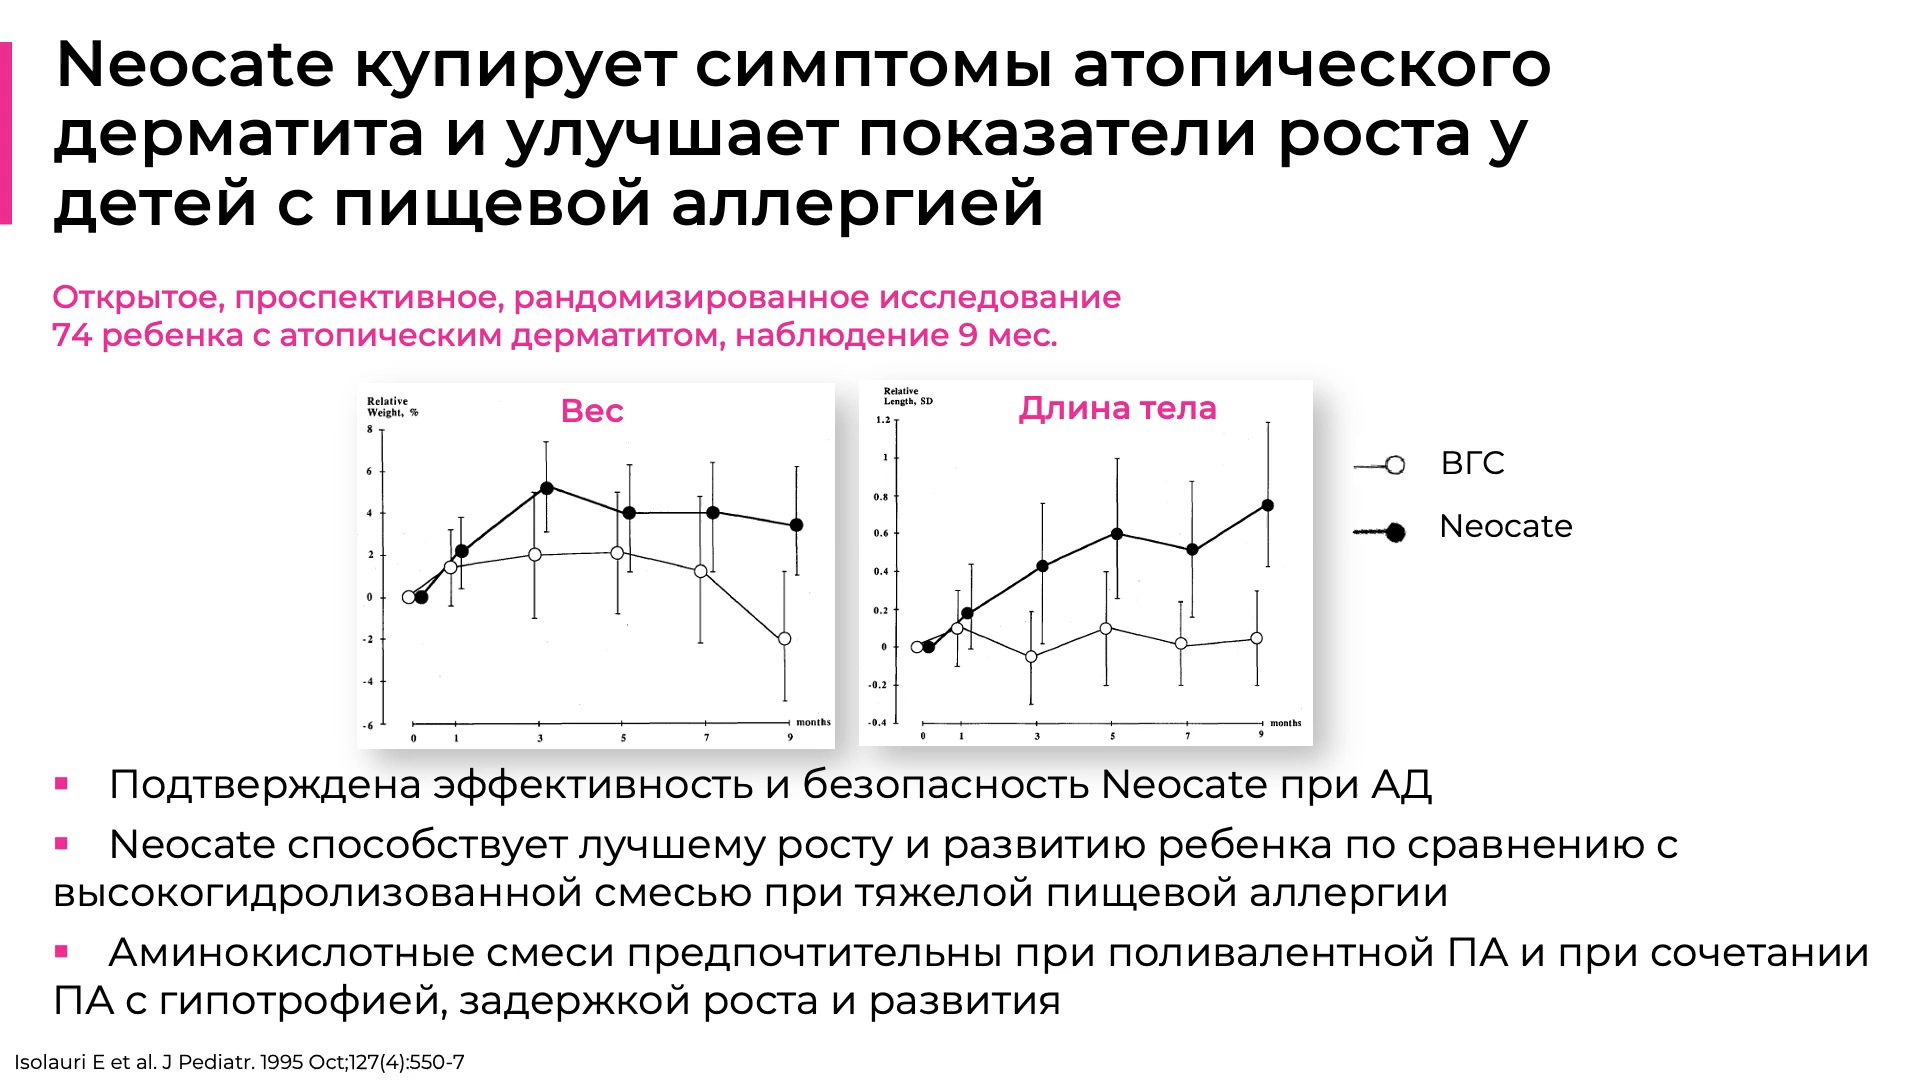 Neocate купирует симптомы атопического
дерматита и улучшает показатели роста у
детей с пищевой аллергией
Открытое, проспективное, рандомизированное исследование
74 ребенка с атопическим дерматитом, наблюдение 9 мес.
Relative
Weight, %
Вес
8
6
4
2
0
-2
-4
-6
0 1 3 5 7 9 months
Relative
Length, SD
Длина тела
1.2
1
0.8
0.6
0.4
0.2
0
-0.2
-0.4
0 1 3 5 7 9 months
ВГС
Neocate
▪ Подтверждена эффективность и безопасность Neocate при АД
▪ Neocate способствует лучшему росту и развитию ребенка по сравнению с
высокогидролизованной смесью при тяжелой пищевой аллергии
▪ Аминокислотные смеси предпочтительны при поливалентной ПА и при сочетании
ПА с гипотрофией, задержкой роста и развития
Isolauri E et al. J Pediatr. 1995 Oct;127(4):550-7